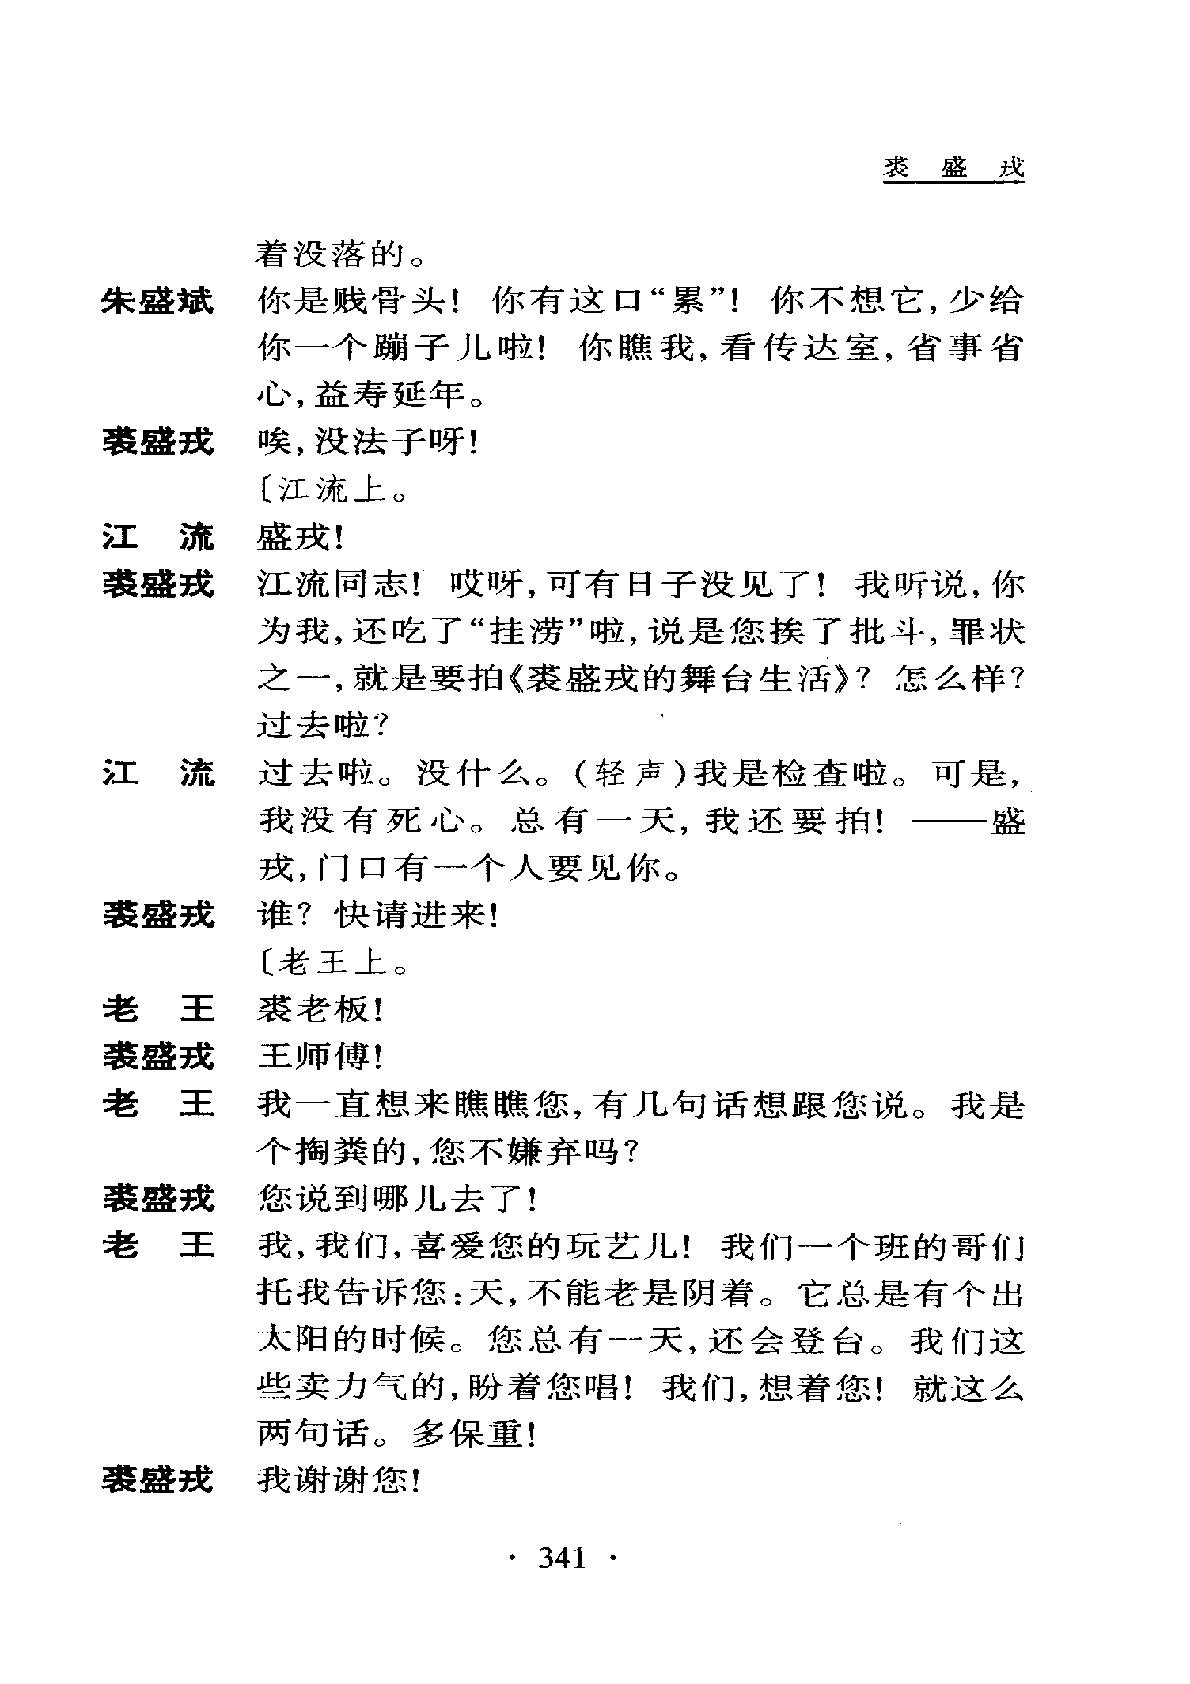 裘　盛　戎
着没落的。
朱盛斌　你是贱骨头！你有这口“累”！你不想它，少给
你一个蹦子儿啦！你瞧我，看传达室，省事省
心，益寿延年。
裘盛戎　唉，没法子呀！
〔江流上。
江　流　盛戎！
裘盛戎　江流同志！哎呀，可有日子没见了！我听说，你
为我，还吃了“挂涝”啦，说是您挨了批斗，罪状
之一，就是要拍《裘盛戎的舞台生活》？怎么样？
过去啦？
江　流　过去啦。没什么。（轻声）我是检查啦。可是，
我没有死心。总有一天，我还要拍！——盛
戎，门口有一个人要见你。
裘盛戎　谁？快请进来！
〔老王上。
老　王　裘老板！
裘盛戎　王师傅！
老　王　我一直想来瞧瞧您，有几句话想跟您说。我是
个掏粪的，您不嫌弃吗？
裘盛戎　您说到哪儿去了！
老　王　我，我们，喜爱您的玩艺儿！我们一个班的哥们
托我告诉您：天，不能老是阴着。它总是有个出
太阳的时候。您总有一天，还会登台。我们这
些卖力气的，盼着您唱！我们，想着您！就这么
两句话。多保重！
裘盛戎　我谢谢您！
· 341 ·